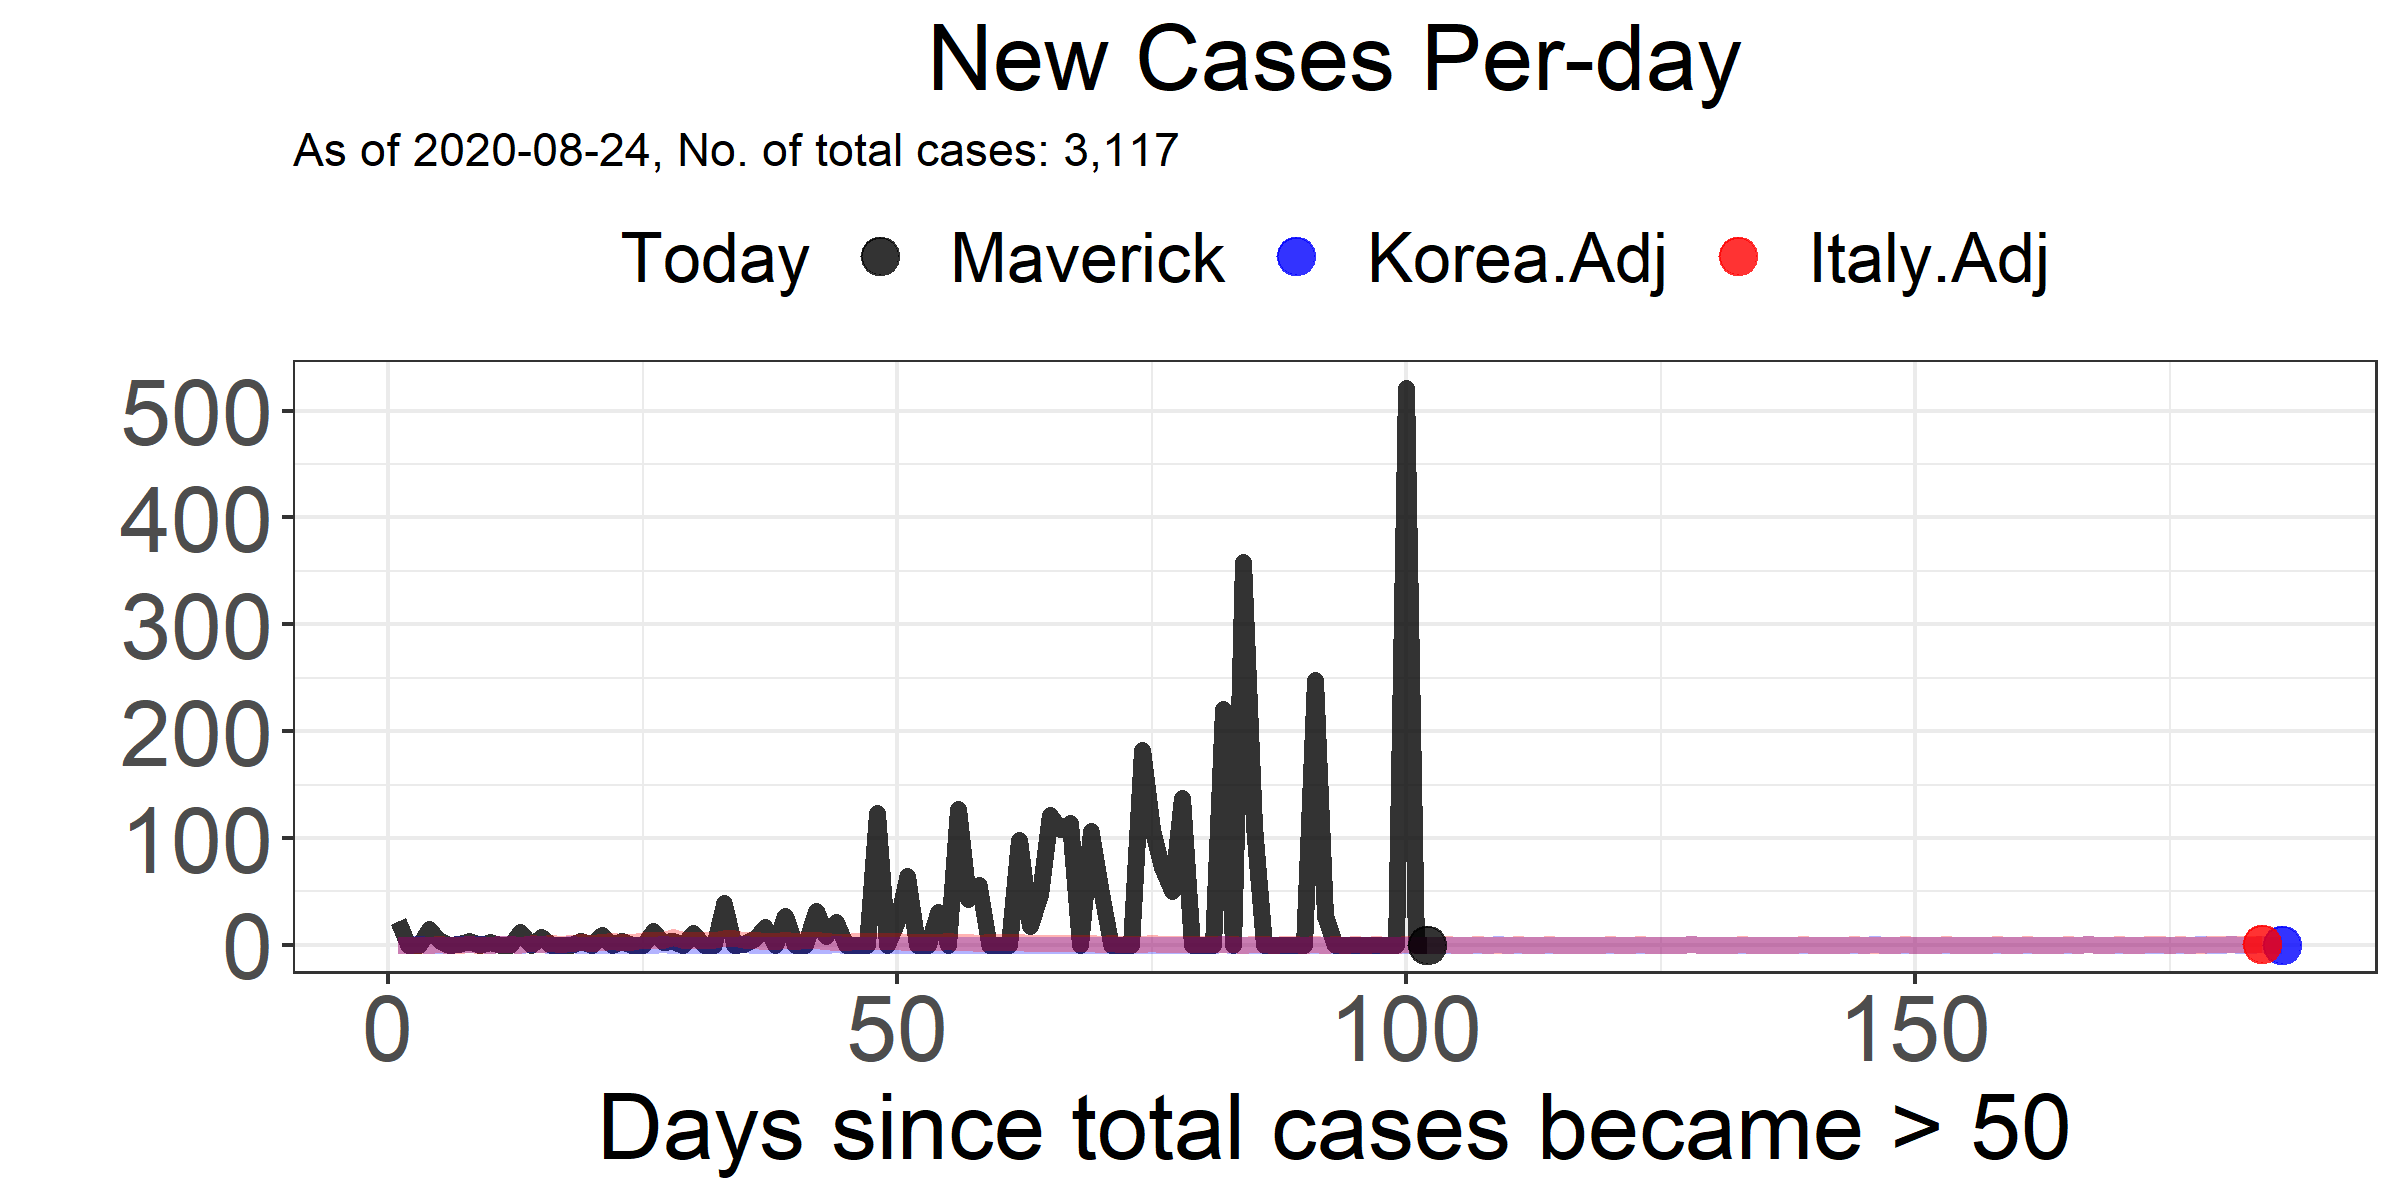 New Cases Per-day
As of 2020-08-24, No. of total cases: 3,117
Today Maverick Korea.Adj Italy.Adj
500
400
300
200
100
0
0 50 100 150
Days since total cases became > 50